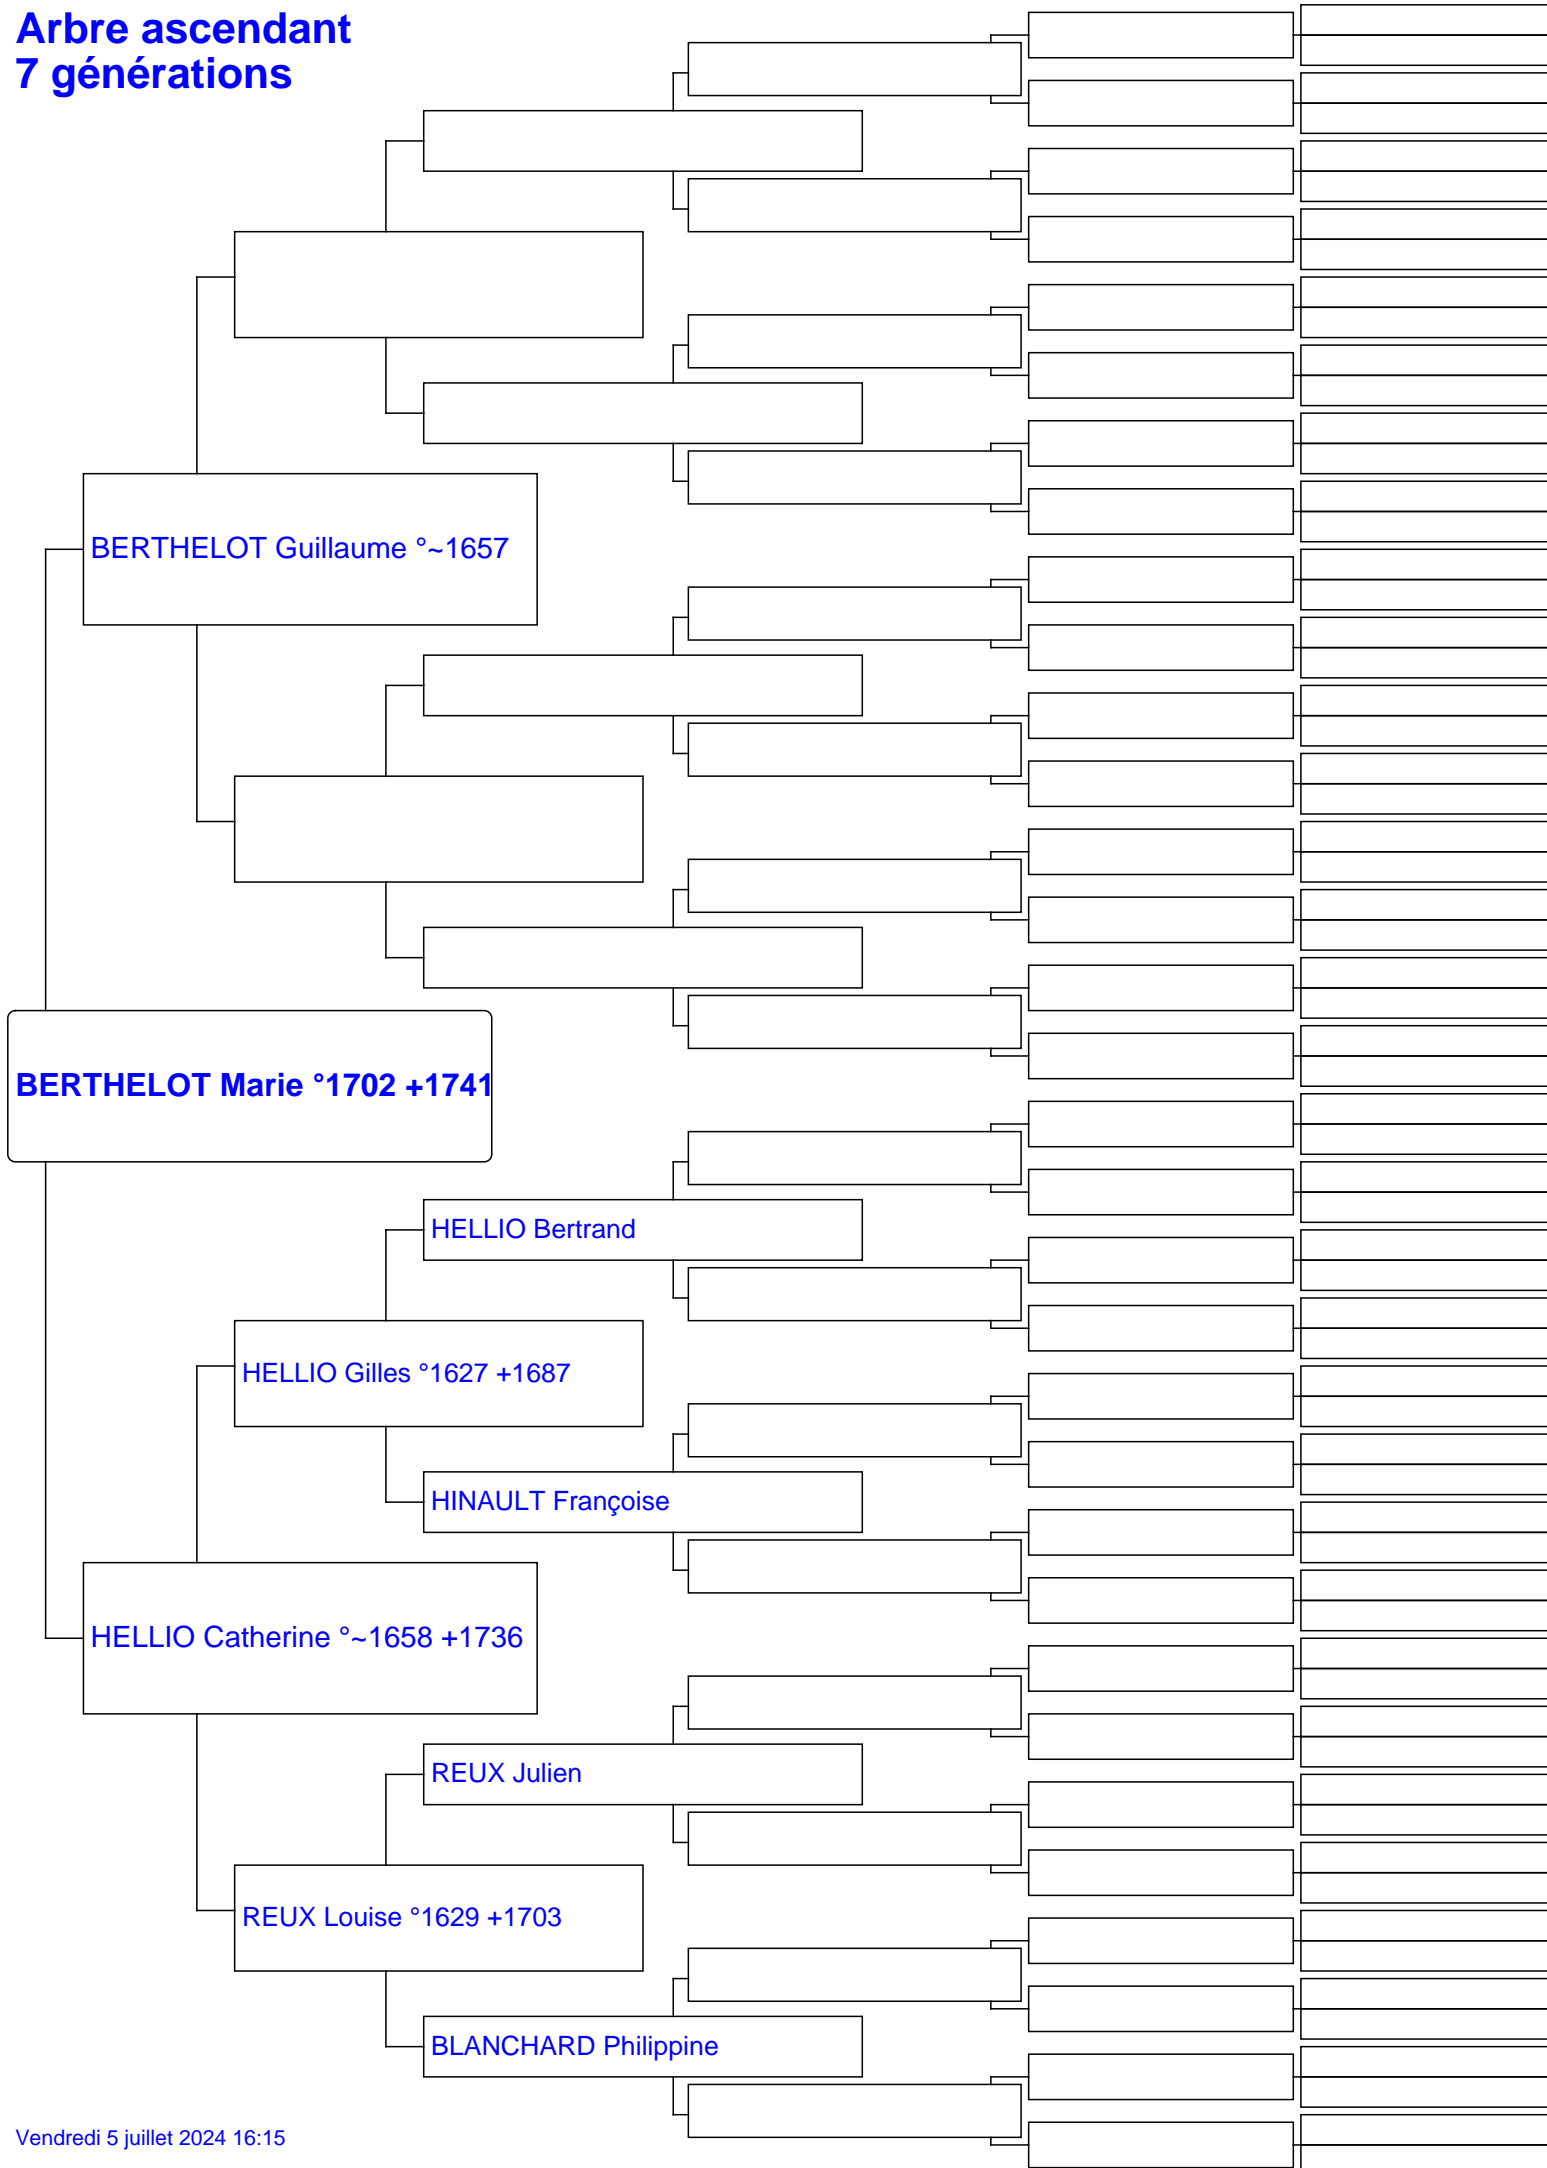 Arbre ascendant
7 générations
BERTHELOT Guillaume °~1657
BERTHELOT Marie °1702 +1741
HELLIO Bertrand
HELLIO Gilles °1627 +1687
HINAULT Françoise
HELLIO Catherine °~1658 +1736
REUX Julien
REUX Louise °1629 +1703
BLANCHARD Philippine
Vendredi 5 juillet 2024 16:15